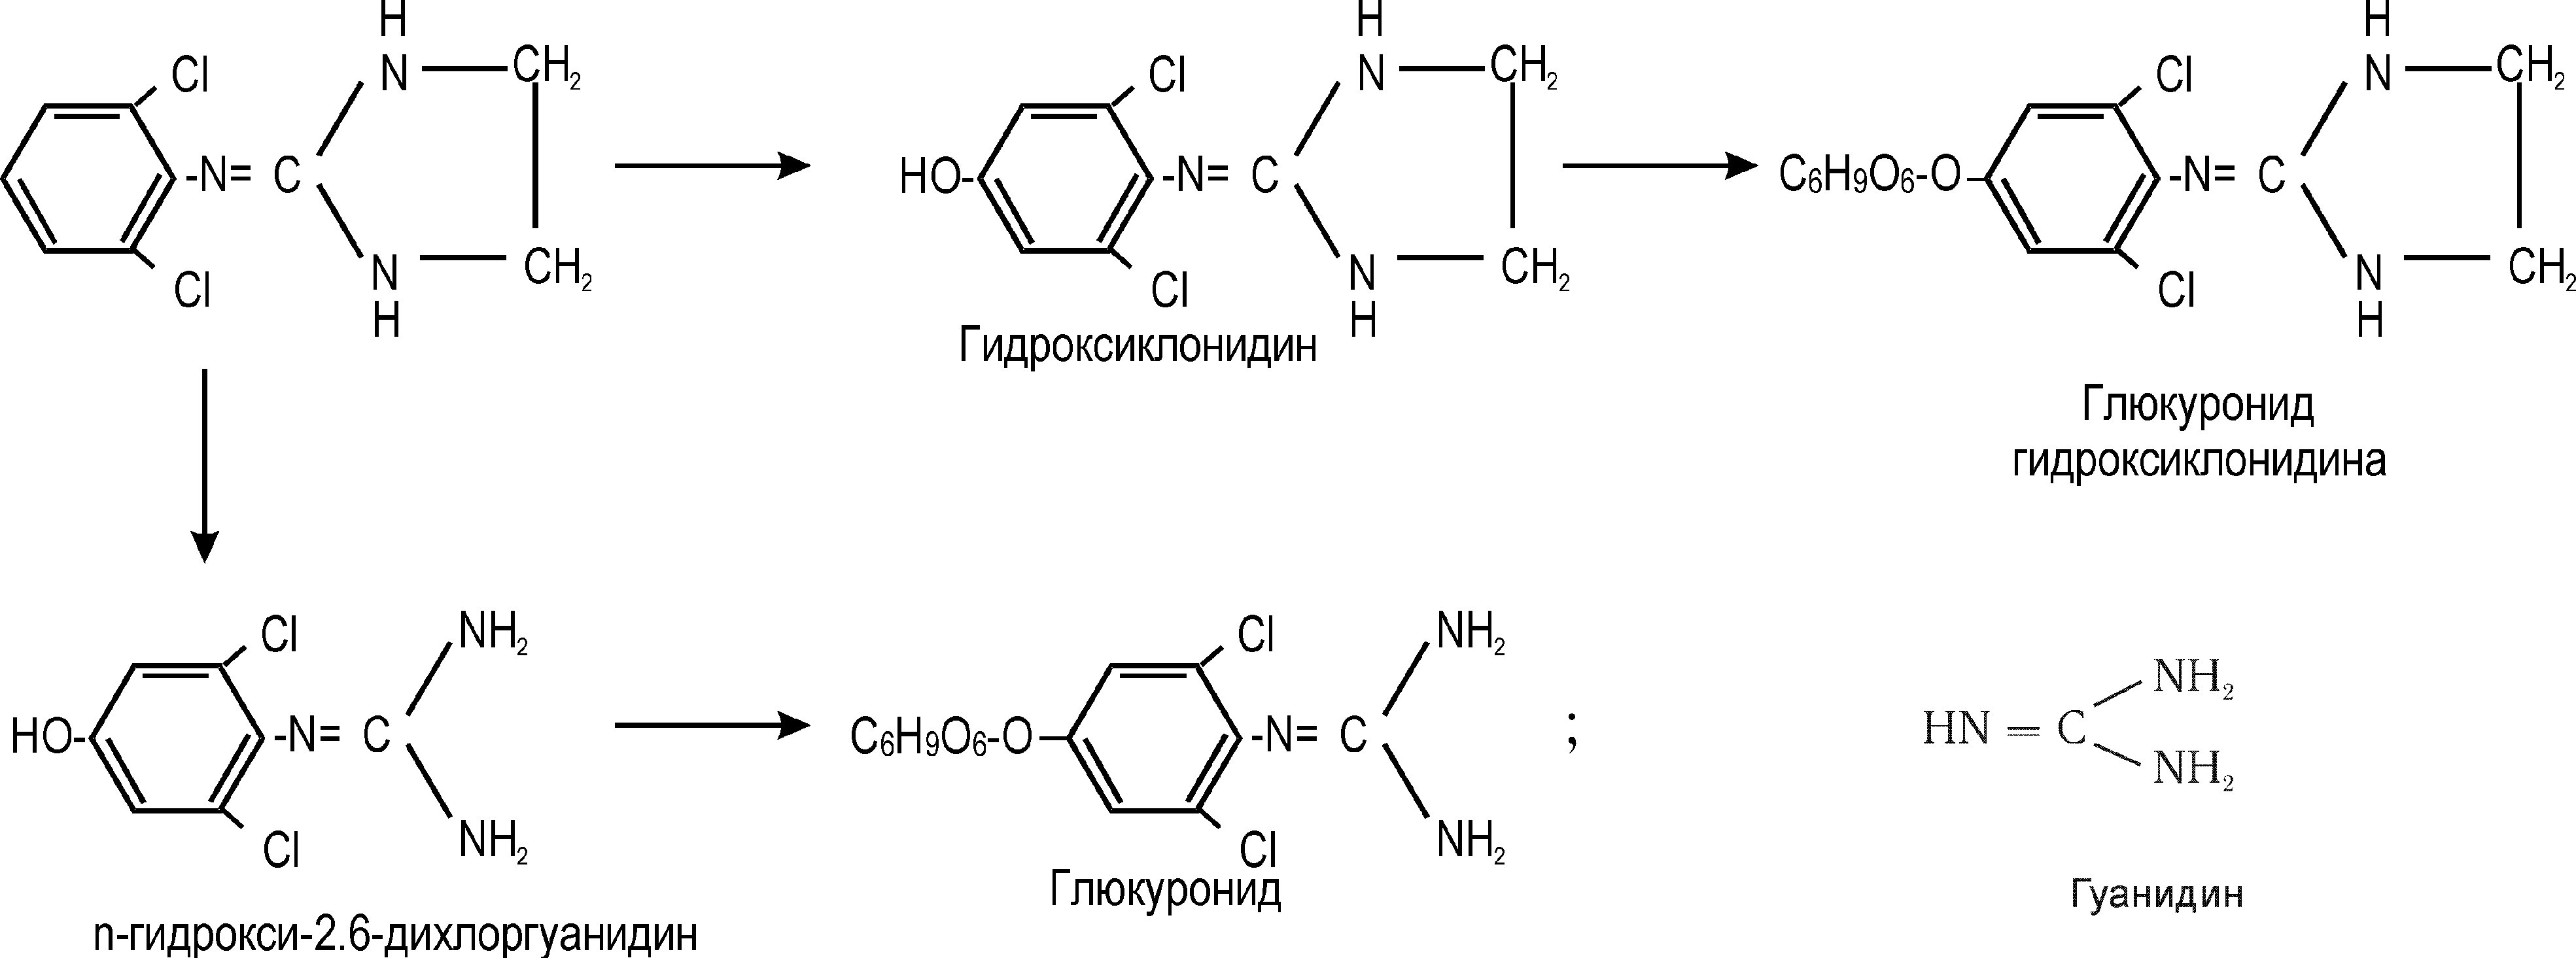 H H H
Cl N CH₂ Cl N CH₂ Cl N CH₂
-N= C HO- -N= C C₆H₉O₆-O -N= C
Cl N CH₂ Cl N CH₂ Cl N CH₂
H H H
Гидроксиклонидин
Глюкуронид
гидроксиклонидина
Cl NH₂ Cl NH₂ NH₂
HO- -N= C C₆H₉O₆-O -N= C ; HN = C
Cl NH₂ Cl NH₂ NH₂
Глюкуронид Гуанидин
n-гидрокси-2.6-дихлоргуанидин